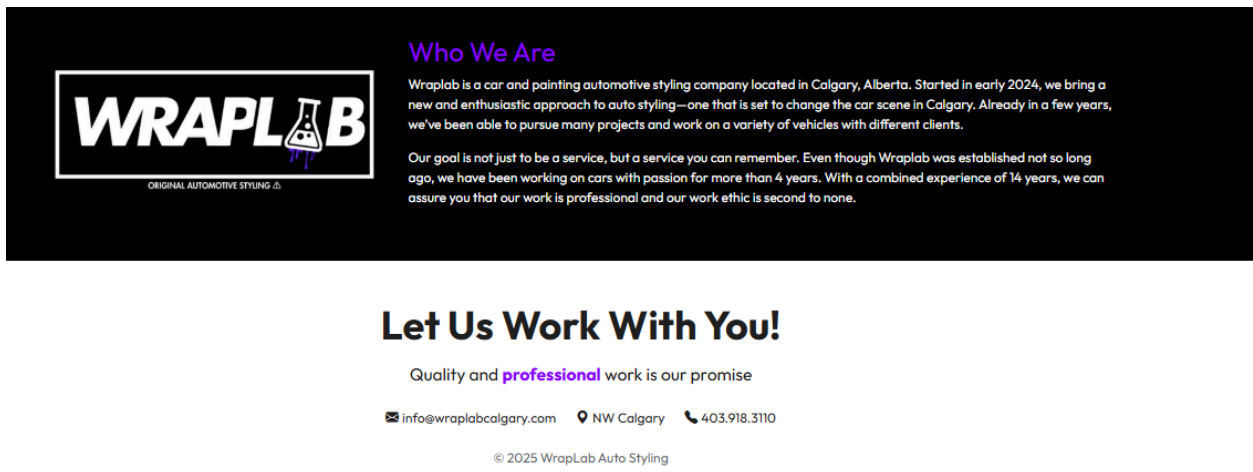 WRAPLAB
ORIGINAL AUTOMOTIVE STYLING ⚠
Who We Are
Wraplab is a car and painting automotive styling company located in Calgary, Alberta. Started in early 2024, we bring a
new and enthusiastic approach to auto styling—one that is set to change the car scene in Calgary. Already in a few years,
we've been able to pursue many projects and work on a variety of vehicles with different clients.
Our goal is not just to be a service, but a service you can remember. Even though Wraplab was established not so long
ago, we have been working on cars with passion for more than 4 years. With a combined experience of 14 years, we can
assure you that our work is professional and our work ethic is second to none.
Let Us Work With You!
Quality and professional work is our promise
info@wraplabcalgary.com NW Calgary 403.918.3110
© 2025 WrapLab Auto Styling